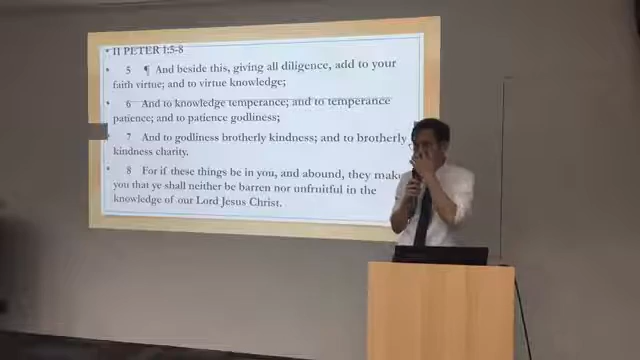 • II PETER 1:5-8
• 5 ¶ And beside this, giving all diligence, add to your
faith virtue; and to virtue knowledge;
• 6 And to knowledge temperance; and to temperance
patience; and to patience godliness;
• 7 And to godliness brotherly kindness; and to brotherly
kindness charity.
• 8 For if these things be in you, and abound, they make
you that ye shall neither be barren nor unfruitful in the
knowledge of our Lord Jesus Christ.